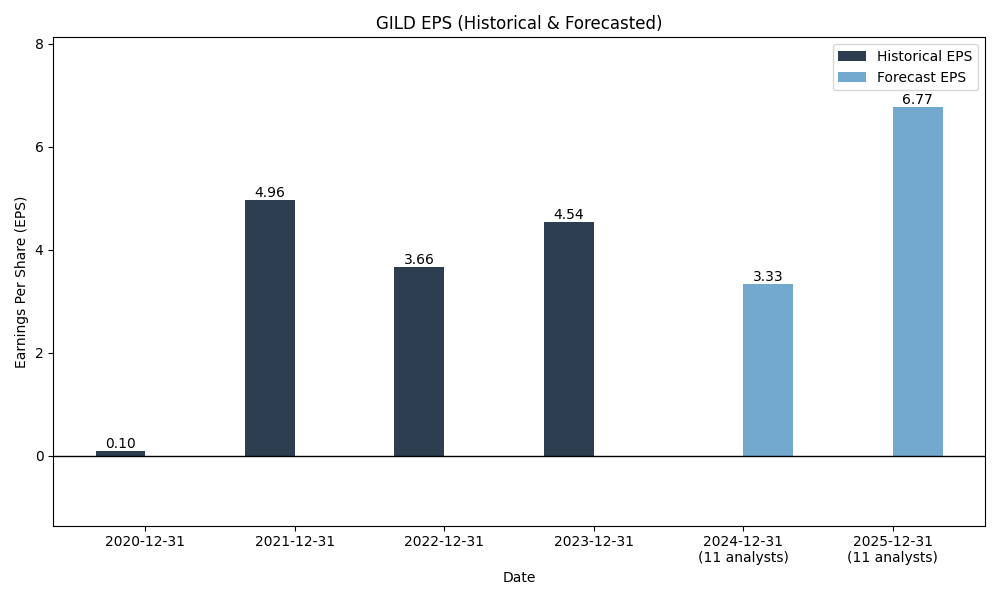 GILD EPS (Historical & Forecasted)
Historical EPS
Forecast EPS
Earnings Per Share (EPS)
8
6
4
2
0
0.10
4.96
3.66
4.54
3.33
6.77
2020-12-31
2021-12-31
2022-12-31
2023-12-31
2024-12-31
(11 analysts)
2025-12-31
(11 analysts)
Date